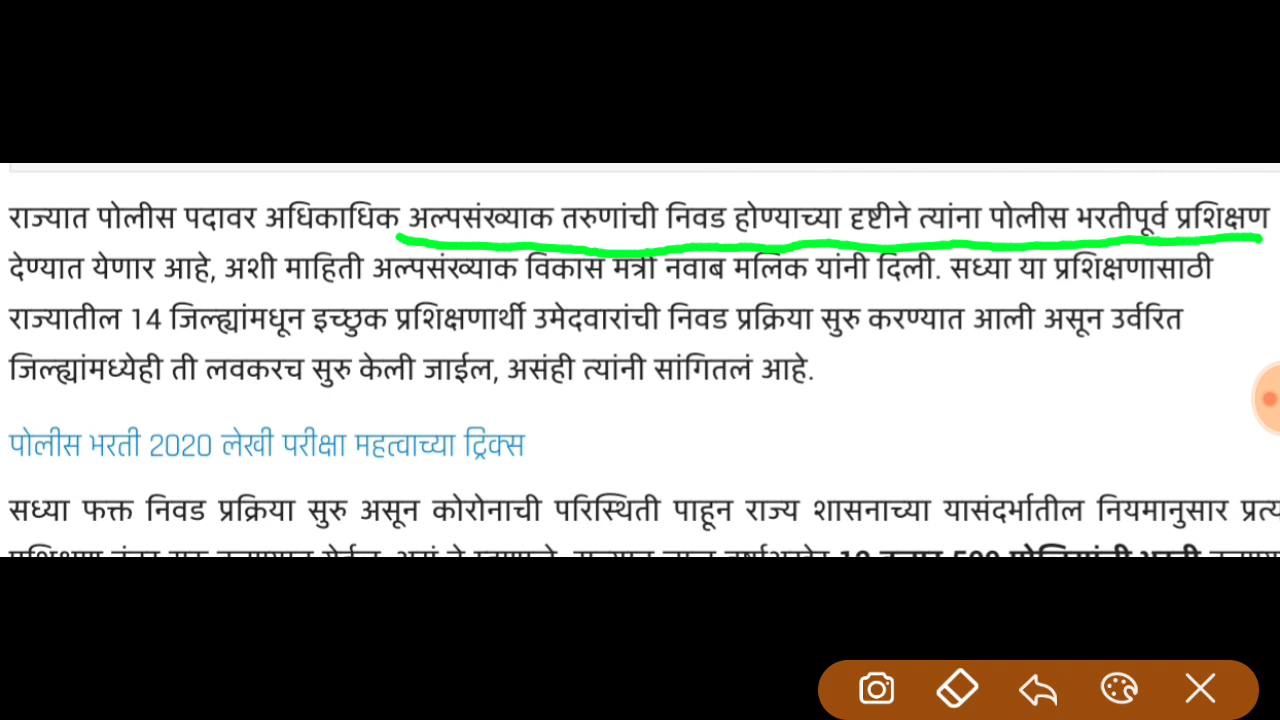 राज्यात पोलीस पदावर अधिकाधिक अल्पसंख्याक तरुणांची निवड होण्याच्या दृष्टीने त्यांना पोलीस भरतीपूर्व प्रशिक्षण
देण्यात येणार आहे, अशी माहिती अल्पसंख्याक विकास मंत्री नवाब मलिक यांनी दिली. सध्या या प्रशिक्षणासाठी
राज्यातील 14 जिल्ह्यांमधून इच्छुक प्रशिक्षणार्थी उमेदवारांची निवड प्रक्रिया सुरु करण्यात आली असून उर्वरित
जिल्ह्यांमध्येही ती लवकरच सुरु केली जाईल, असंही त्यांनी सांगितलं आहे.
पोलीस भरती 2020 लेखी परीक्षा महत्वाच्या ट्रिक्स
सध्या फक्त निवड प्रक्रिया सुरु असून कोरोनाची परिस्थिती पाहून राज्य शासनाच्या यासंदर्भातील नियमानुसार